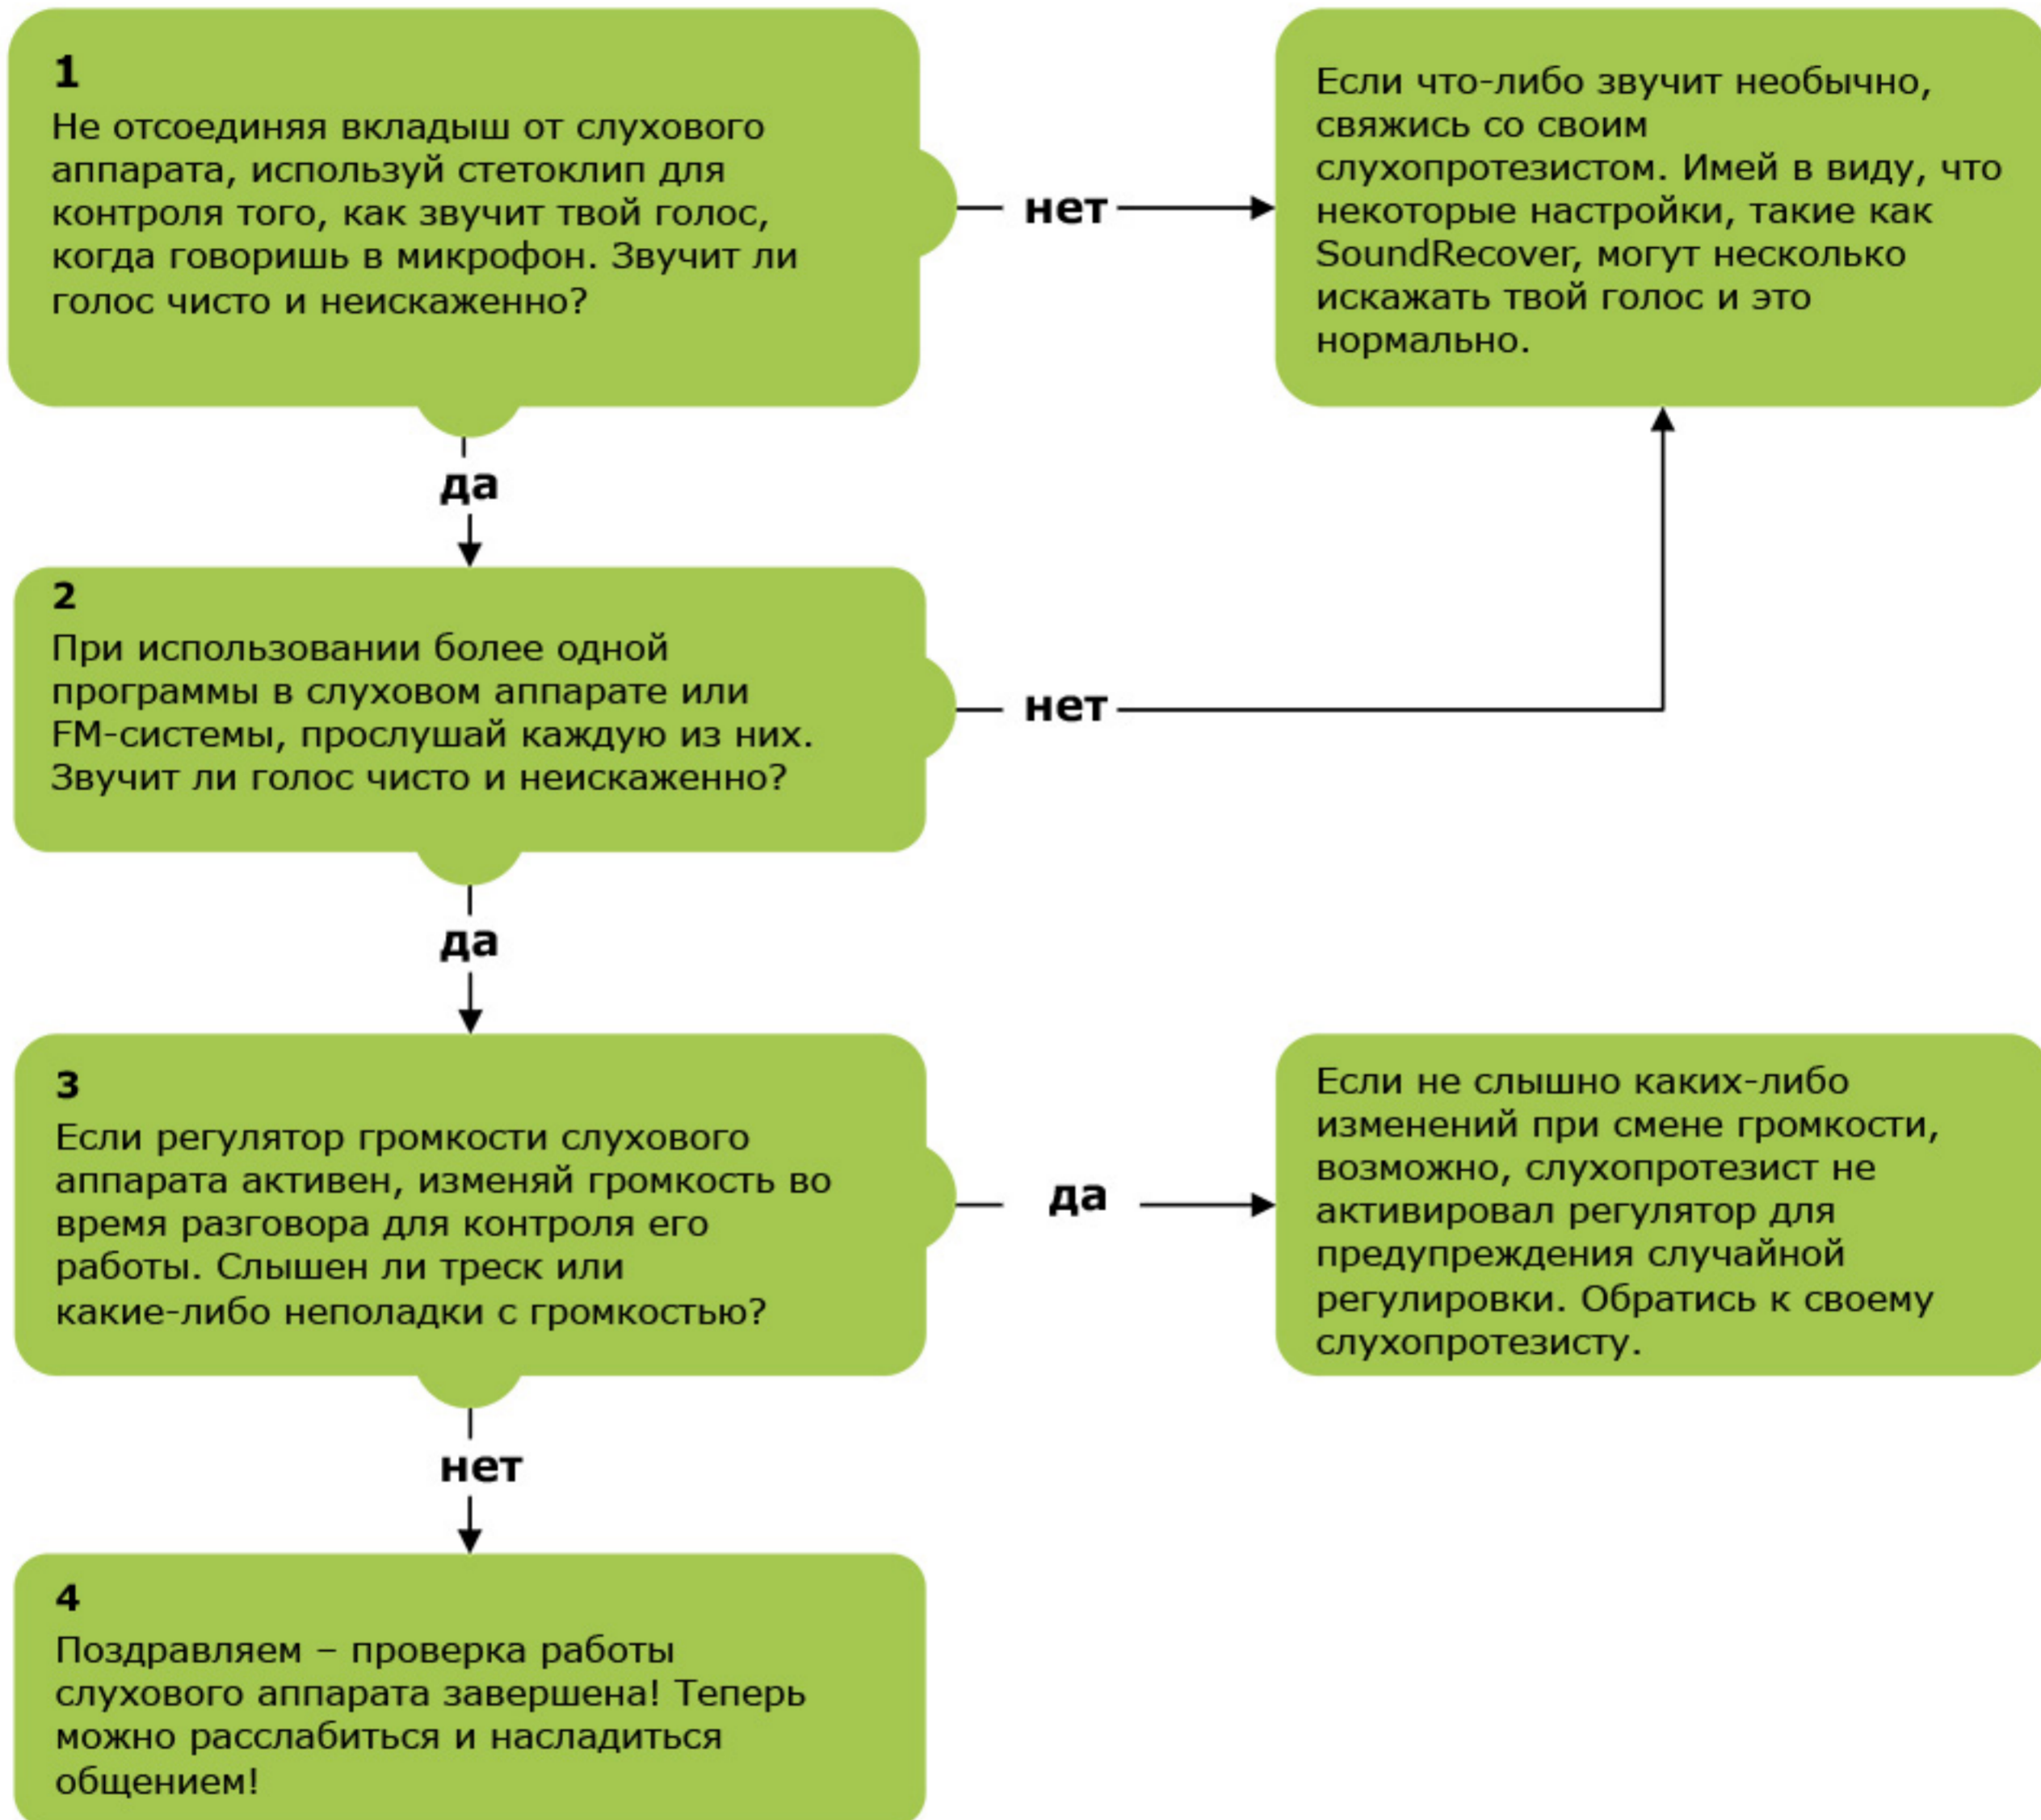 1
Не отсоединяя вкладыш от слухового
аппарата, используй стетоклип для
контроля того, как звучит твой голос,
когда говоришь в микрофон. Звучит ли
голос чисто и неискаженно?
нет
Если что-либо звучит необычно,
свяжись со своим
слухопротезистом. Имей в виду, что
некоторые настройки, такие как
SoundRecover, могут несколько
искажать твой голос и это
нормально.
да
2
При использовании более одной
программы в слуховом аппарате или
FM-системы, прослушай каждую из них.
Звучит ли голос чисто и неискаженно?
нет
да
3
Если регулятор громкости слухового
аппарата активен, изменяй громкость во
время разговора для контроля его
работы. Слышен ли треск или
какие-либо неполадки с громкостью?
да
Если не слышно каких-либо
изменений при смене громкости,
возможно, слухопротезист не
активировал регулятор для
предупреждения случайной
регулировки. Обратись к своему
слухопротезисту.
нет
4
Поздравляем – проверка работы
слухового аппарата завершена! Теперь
можно расслабиться и насладиться
общением!